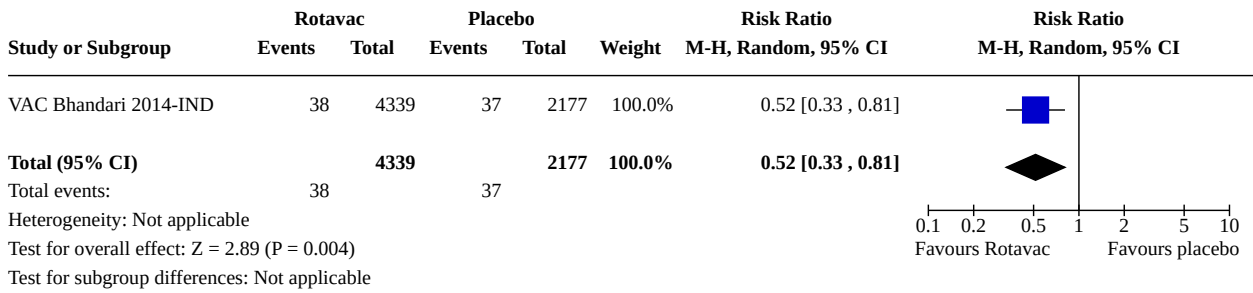 Rotavac Placebo Risk Ratio Risk Ratio
Study or Subgroup Events Total Events Total Weight M-H, Random, 95% CI M-H, Random, 95% CI
VAC Bhandari 2014-IND 38 4339 37 2177 100.0% 0.52 [0.33 , 0.81]
Total (95% CI) 4339 2177 100.0% 0.52 [0.33 , 0.81]
Total events: 38 37
Heterogeneity: Not applicable
0.1 0.2 0.5 1 2 5 10
Test for overall effect: Z = 2.89 (P = 0.004) Favours Rotavac Favours placebo
Test for subgroup differences: Not applicable